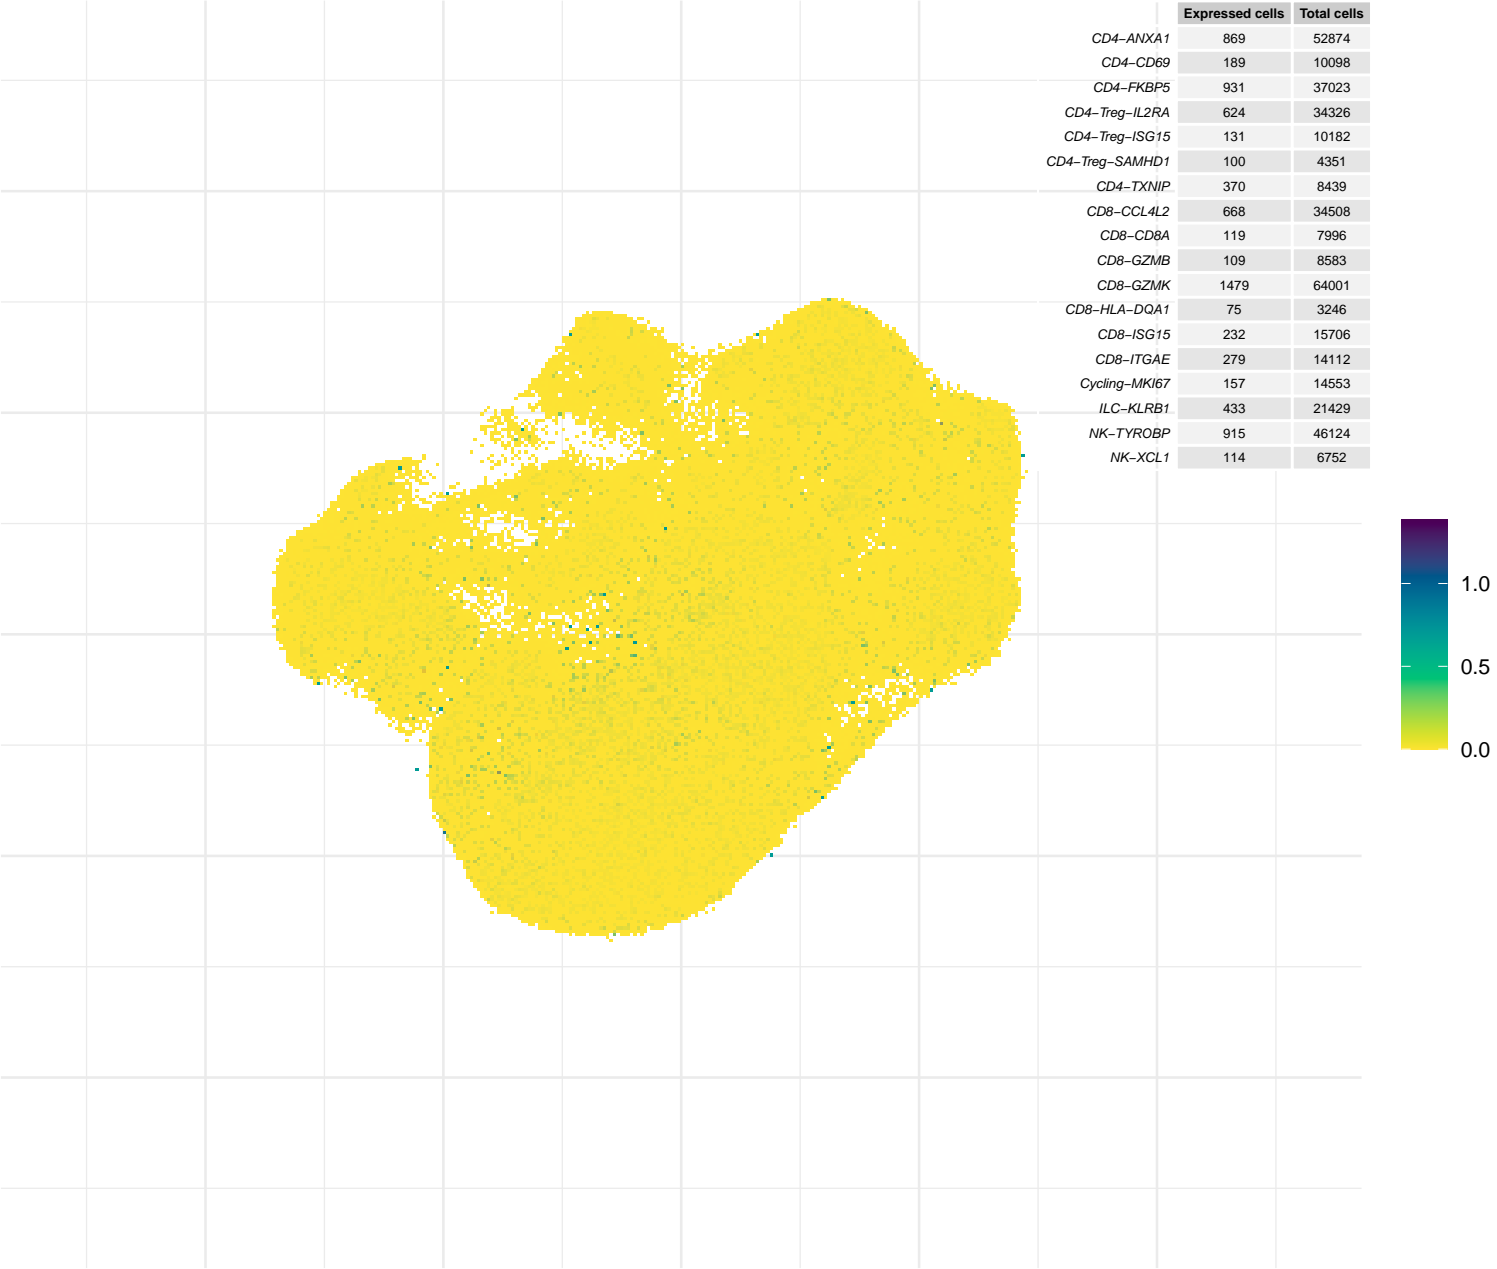 Expressed cells Total cells
CD4−ANXA1 869 52874
CD4−CD69 189 10098
CD4−FKBP5 931 37023
CD4−Treg−IL2RA 624 34326
CD4−Treg−ISG15 131 10182
CD4−Treg−SAMHD1 100 4351
CD4−TXNIP 370 8439
CD8−CCL4L2 668 34508
CD8−CD8A 119 7996
CD8−GZMB 109 8583
CD8−GZMK 1479 64001
CD8−HLA−DQA1 75 3246
CD8−ISG15 232 15706
CD8−ITGAE 279 14112
Cycling−MKI67 157 14553
ILC−KLRB1 433 21429
NK−TYROBP 915 46124
NK−XCL1 114 6752
1.0
0.5
0.0